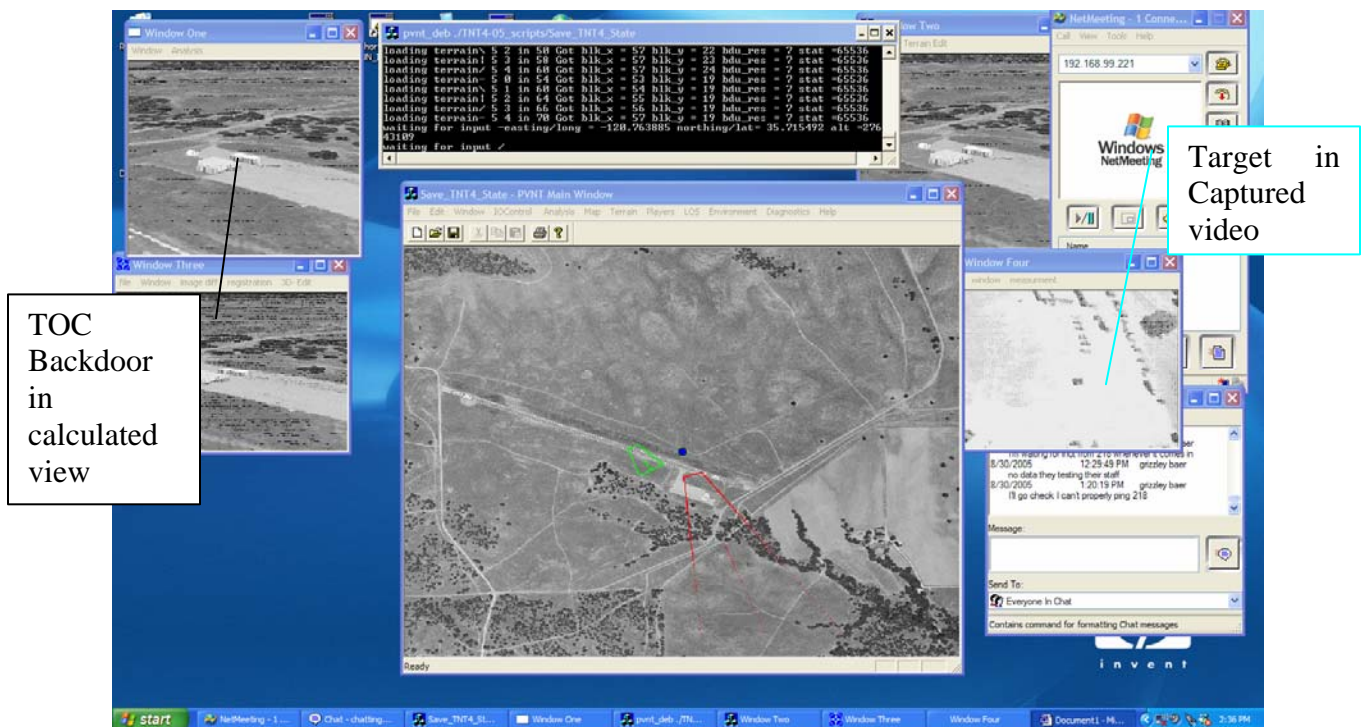 Window One
Window Analysis
pvnt_deb ./TNT4-05_scripts/Save_TNT4_State
loading terrain\ 5 2 in 58 Got blk_x = 57 blk_y = 22 bdu_res = 7 stat =65536
loading terrain| 5 3 in 58 Got blk_x = 57 blk_y = 23 bdu_res = 7 stat =65536
loading terrain/ 5 4 in 60 Got blk_x = 57 blk_y = 24 bdu_res = 7 stat =65536
loading terrain- 5 0 in 54 Got blk_x = 53 blk_y = 19 bdu_res = 7 stat =65536
loading terrain\ 5 1 in 60 Got blk_x = 54 blk_y = 19 bdu_res = 7 stat =65536
loading terrain| 5 2 in 64 Got blk_x = 55 blk_y = 19 bdu_res = 7 stat =65536
loading terrain/ 5 3 in 66 Got blk_x = 56 blk_y = 19 bdu_res = 7 stat =65536
loading terrain- 5 4 in 70 Got blk_x = 57 blk_y = 19 bdu_res = 7 stat =65536
waiting for input -easting/long = -120.763885 northing/lat= 35.715492 alt =276
43109
waiting for input /
Two
Terrain Edit
NetMeeting - 1 Conne...
Call View Tools Help
192.168.99.221
Windows
NetMeeting
Name
Target in
Captured
video
Save_TNT4_State - PVNT Main Window
File Edit Window IOControl Analysis Map Terrain Players LOS Environment Diagnostics Help
Window Three
file Window image diff registration 3D-Edit
Window Four
window measurment
TOC
Backdoor
in
calculated
view
I'm waiting for inct from 218 whenever it comes in
8/30/2005 12:29:49 PM grizzley baer
no data they testing their staff
8/30/2005 1:20:19 PM grizzley baer
I'll go check I can't properly ping 218
Message:
Send To:
Everyone In Chat
Contains command for formatting Chat messages
Ready
invent
start
NetMeeting - 1 ...
Chat - chatting...
Save_TNT4_St...
Window One
pvnt_deb ./TN...
Window Two
Window Three
Window Four
Document1 - M...
2:36 PM